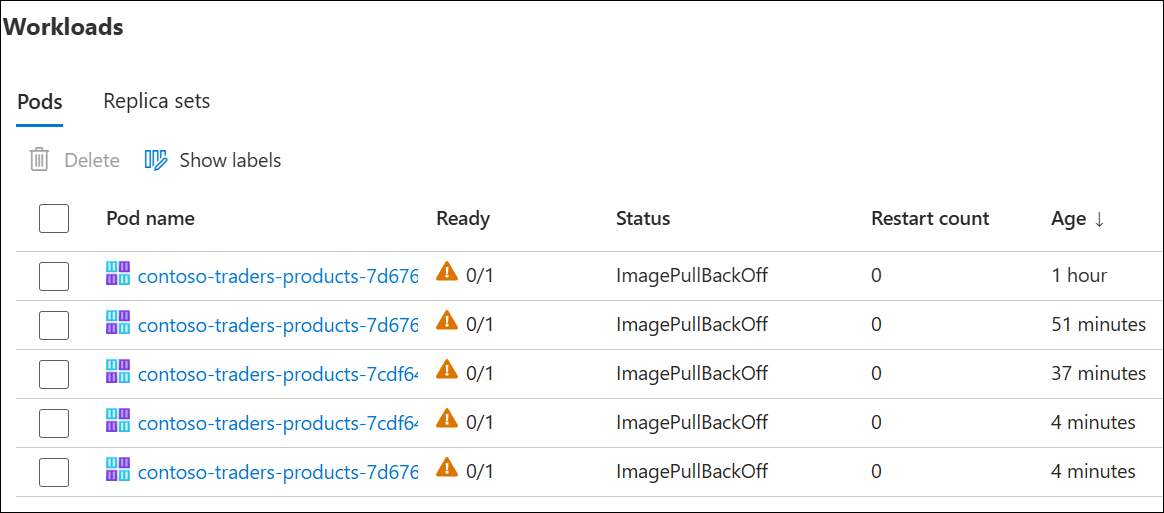 Workloads
Pods Replica sets
Delete Show labels
Pod name Ready Status Restart count Age ↓
contoso-traders-products-7d676 0/1 ImagePullBackOff 0 1 hour
contoso-traders-products-7d676 0/1 ImagePullBackOff 0 51 minutes
contoso-traders-products-7cdf64 0/1 ImagePullBackOff 0 37 minutes
contoso-traders-products-7cdf64 0/1 ImagePullBackOff 0 4 minutes
contoso-traders-products-7d676 0/1 ImagePullBackOff 0 4 minutes